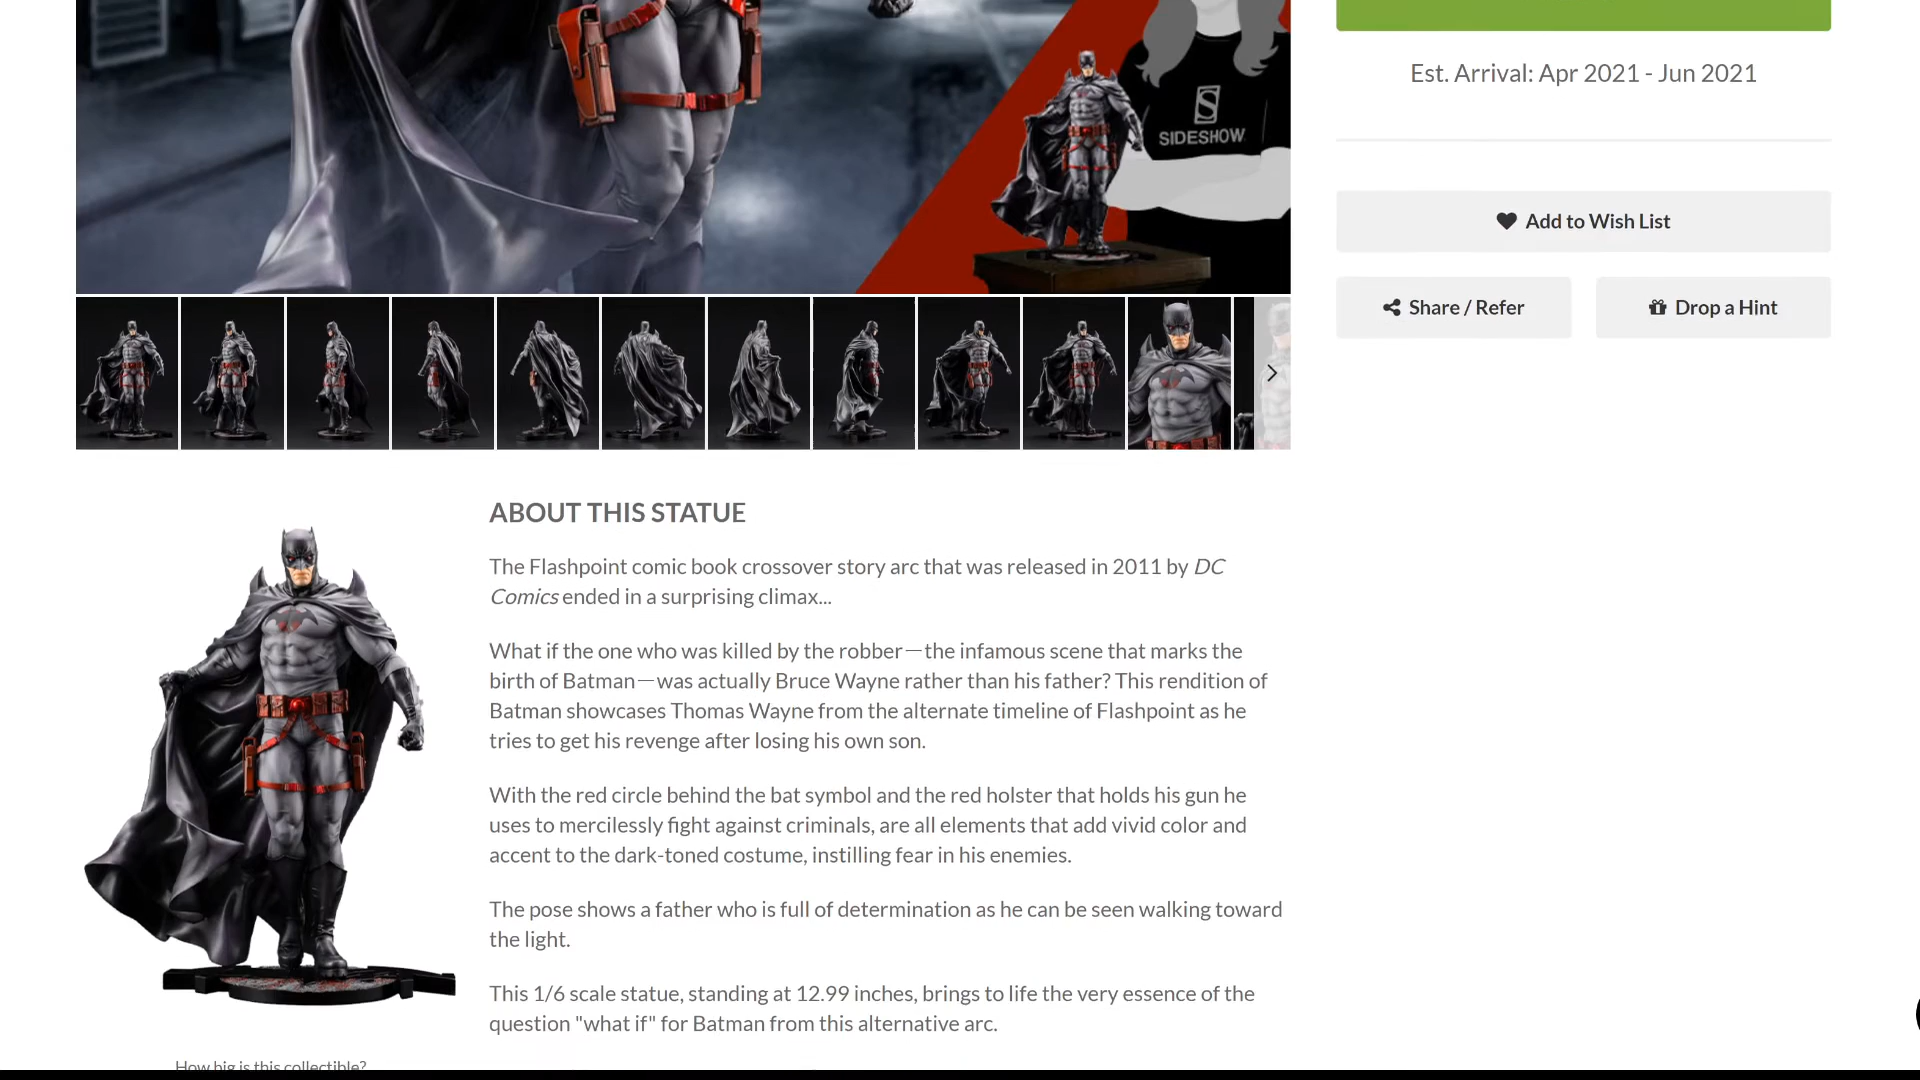 SIDESHOW
Est. Arrival: Apr 2021 - Jun 2021
Add to Wish List
Share / Refer
Drop a Hint
ABOUT THIS STATUE
The Flashpoint comic book crossover story arc that was released in 2011 by DC
Comics ended in a surprising climax...
What if the one who was killed by the robber—the infamous scene that marks the
birth of Batman—was actually Bruce Wayne rather than his father? This rendition of
Batman showcases Thomas Wayne from the alternate timeline of Flashpoint as he
tries to get his revenge after losing his own son.
With the red circle behind the bat symbol and the red holster that holds his gun he
uses to mercilessly fight against criminals, are all elements that add vivid color and
accent to the dark-toned costume, instilling fear in his enemies.
The pose shows a father who is full of determination as he can be seen walking toward
the light.
This 1/6 scale statue, standing at 12.99 inches, brings to life the very essence of the
question "what if" for Batman from this alternative arc.
How big is this collectible?